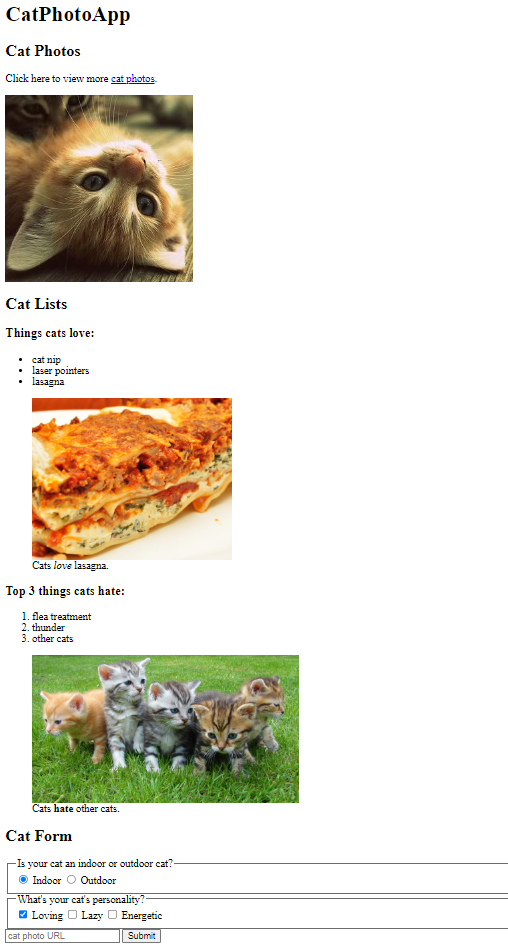 CatPhotoApp
Cat Photos
Click here to view more cat photos.
Cat Lists
Things cats love:
cat nip
laser pointers
lasagna
Cats love lasagna.
Top 3 things cats hate:
1. flea treatment
2. thunder
3. other cats
Cats hate other cats.
Cat Form
Is your cat an indoor or outdoor cat?
Indoor Outdoor
What's your cat's personality?
Loving Lazy Energetic
cat photo URL Submit